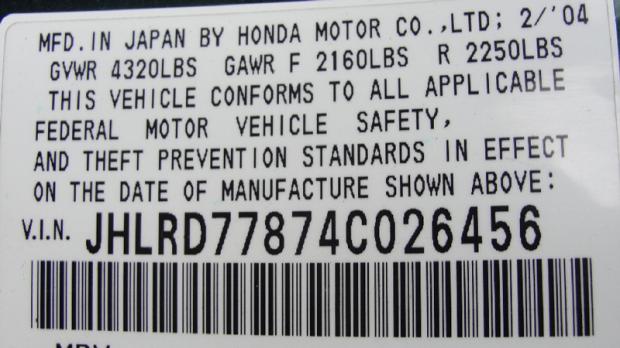 MFD. IN JAPAN BY HONDA MOTOR CO.,LTD; 2/'04
GVWR 4320LBS GAWR F 2160LBS R 2250LBS
THIS VEHICLE CONFORMS TO ALL APPLICABLE
FEDERAL MOTOR VEHICLE SAFETY,
AND THEFT PREVENTION STANDARDS IN EFFECT
ON THE DATE OF MANUFACTURE SHOWN ABOVE:
V.I.N. JHLRD77874C026456